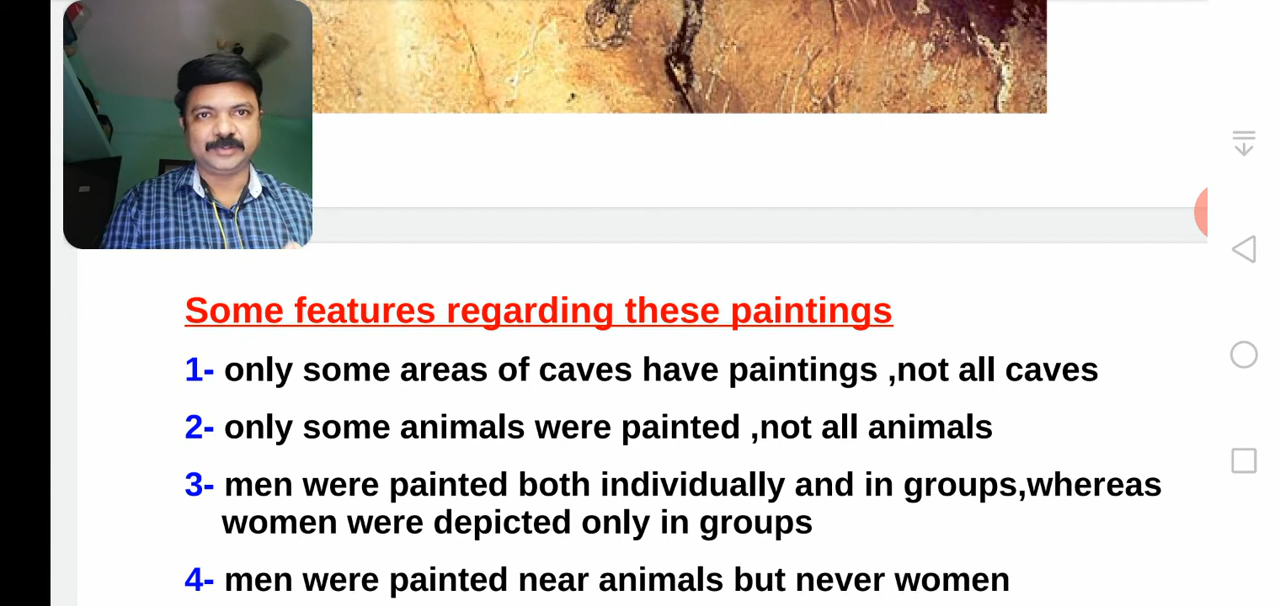 Some features regarding these paintings
1- only some areas of caves have paintings ,not all caves
2- only some animals were painted ,not all animals
3- men were painted both individually and in groups,whereas
women were depicted only in groups
4- men were painted near animals but never women